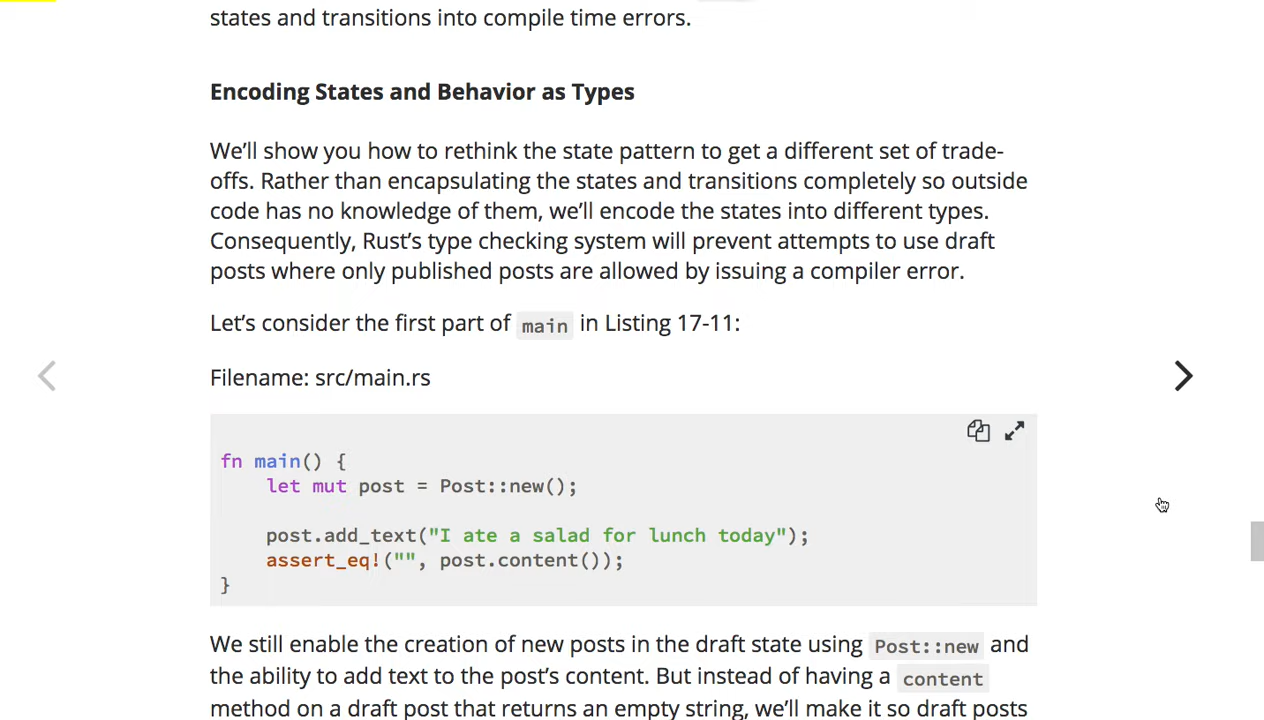 states and transitions into compile time errors.
Encoding States and Behavior as Types
We’ll show you how to rethink the state pattern to get a different set of trade-
offs. Rather than encapsulating the states and transitions completely so outside
code has no knowledge of them, we’ll encode the states into different types.
Consequently, Rust’s type checking system will prevent attempts to use draft
posts where only published posts are allowed by issuing a compiler error.
Let’s consider the first part of main in Listing 17-11:
Filename: src/main.rs
fn main() {
    let mut post = Post::new();
    post.add_text("I ate a salad for lunch today");
    assert_eq!("", post.content());
}
We still enable the creation of new posts in the draft state using Post::new and
the ability to add text to the post’s content. But instead of having a content
method on a draft post that returns an empty string, we’ll make it so draft posts